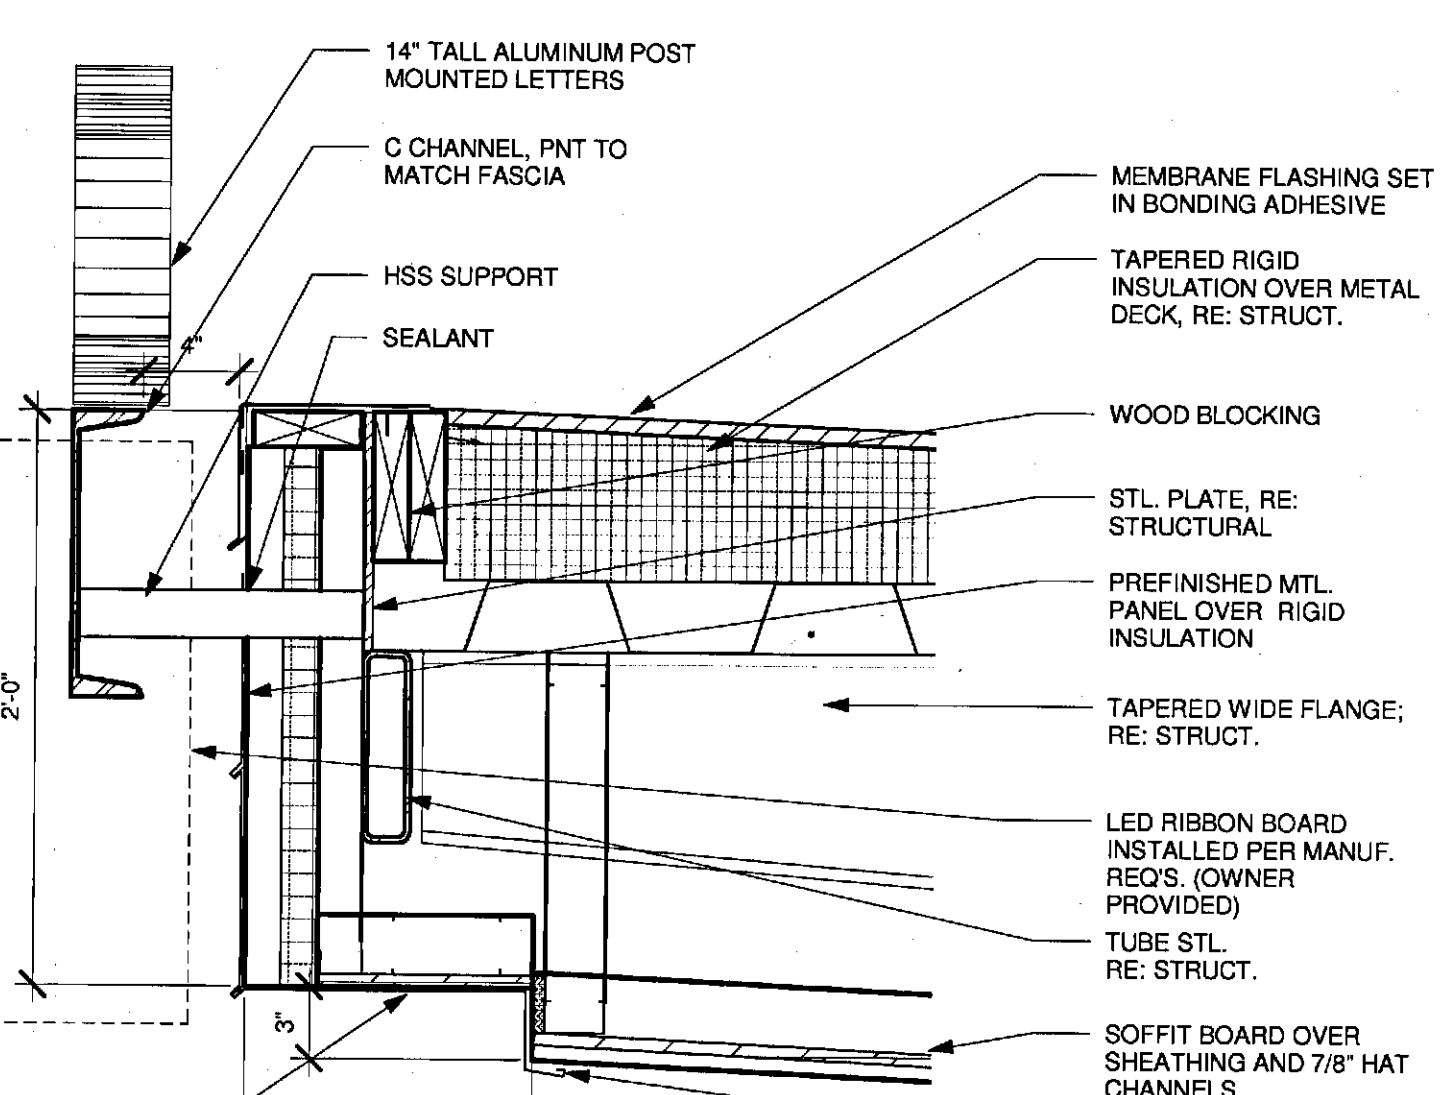 14" TALL ALUMINUM POST
MOUNTED LETTERS
C CHANNEL, PNT TO
MATCH FASCIA
HSS SUPPORT
SEALANT
4"
2'-0"
3"
MEMBRANE FLASHING SET
IN BONDING ADHESIVE
TAPERED RIGID
INSULATION OVER METAL
DECK, RE: STRUCT.
WOOD BLOCKING
STL. PLATE, RE:
STRUCTURAL
PREFINISHED MTL.
PANEL OVER RIGID
INSULATION
TAPERED WIDE FLANGE;
RE: STRUCT.
LED RIBBON BOARD
INSTALLED PER MANUF.
REQ'S. (OWNER
PROVIDED)
TUBE STL.
RE: STRUCT.
SOFFIT BOARD OVER
SHEATHING AND 7/8" HAT
CHANNELS